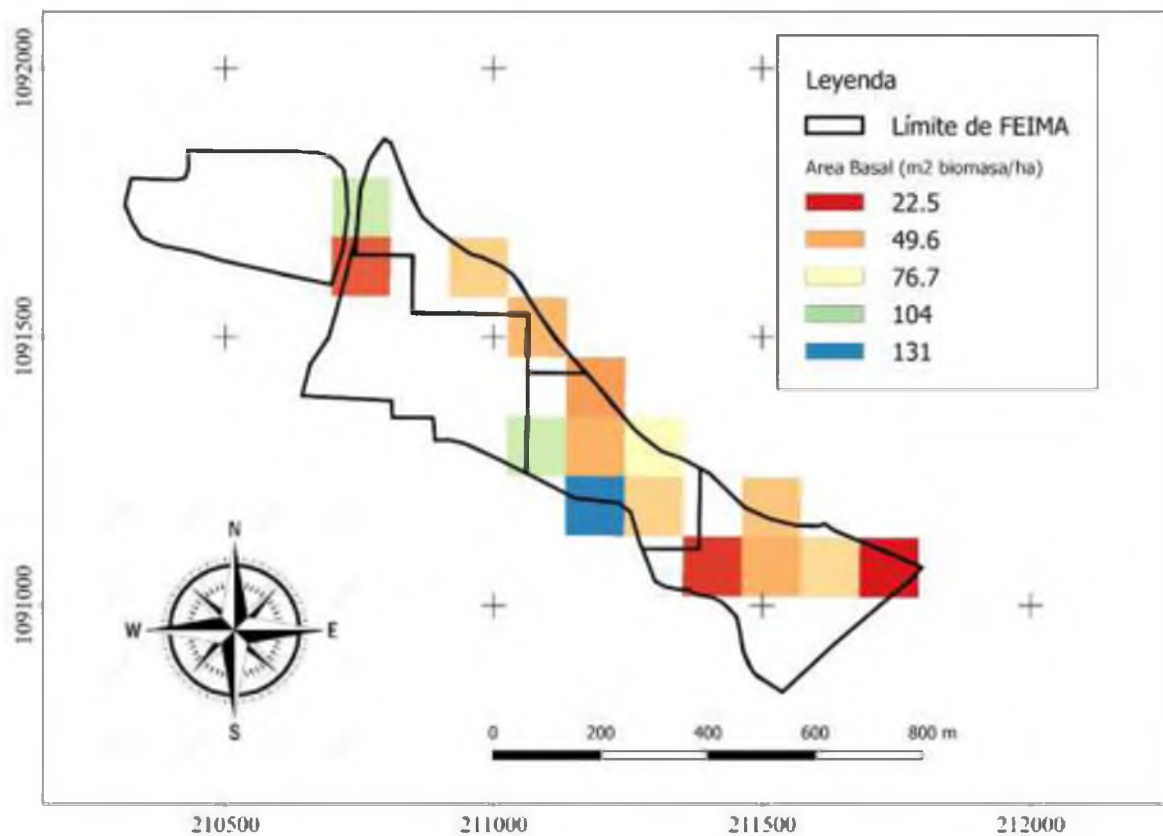 1092000
1091500
1091000
Leyenda
Límite de FEIMA
Area Basal (m2 biomasa/ha)
22.5
49.6
76.7
104
131
N
W E
S
0 200 400 600 800 m
210500 211000 211500 212000